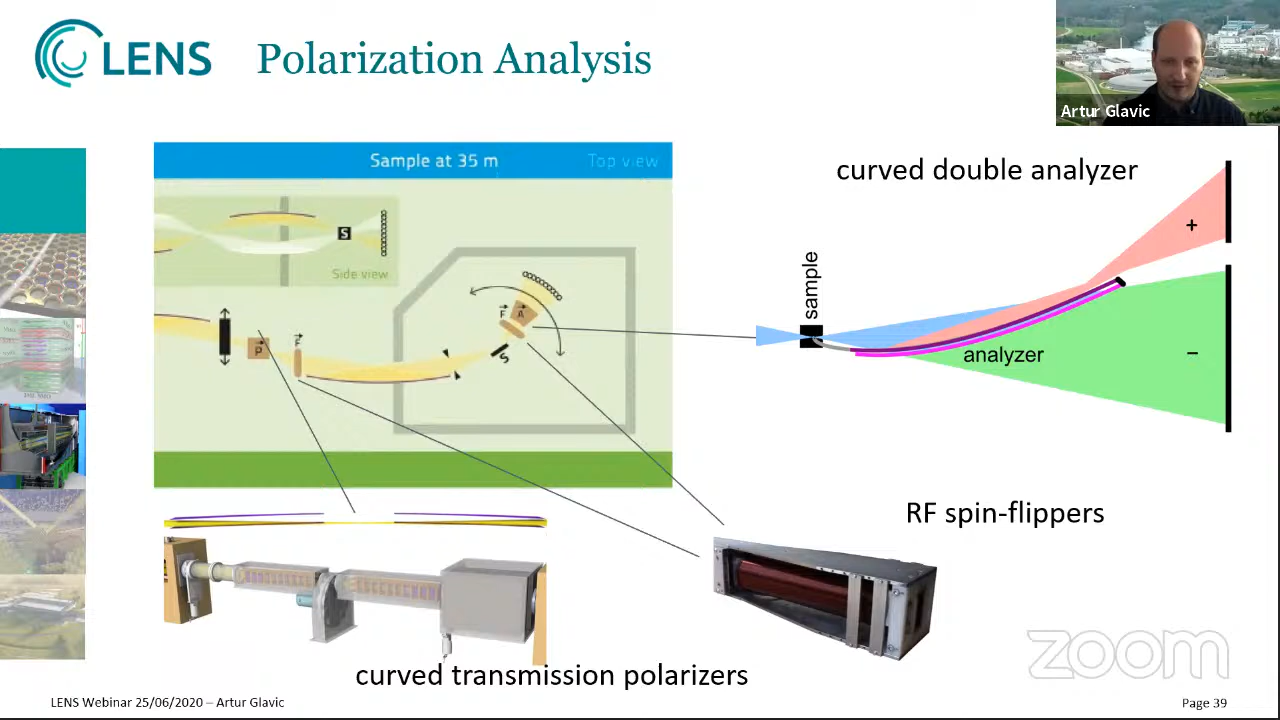 LENS
Polarization Analysis
Artur Glavic
Sample at 35 m
Top view
curved double analyzer
S
Side view
sample
+
F
A
P
F
S
analyzer
−
RF spin-flippers
curved transmission polarizers
zoom
LENS Webinar 25/06/2020 – Artur Glavic
Page 39